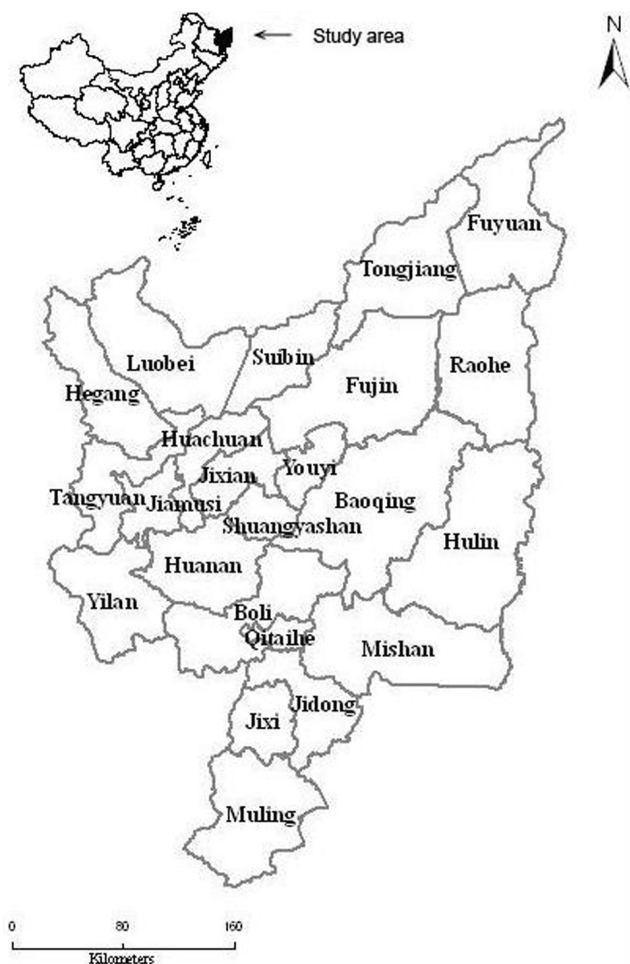 Study area
N
Fuyuan
Tongjiang
Luobei
Suibin
Raohe
Hegang
Fujin
Huachuan
Jixian
Youyi
Tangyuan
Jiamusi
Baoqing
Shuangyashan
Hulin
Huanan
Yilan
Boli
Qitaihe
Mishan
Jidong
Jixi
Muling
0 80 160
Kilometers